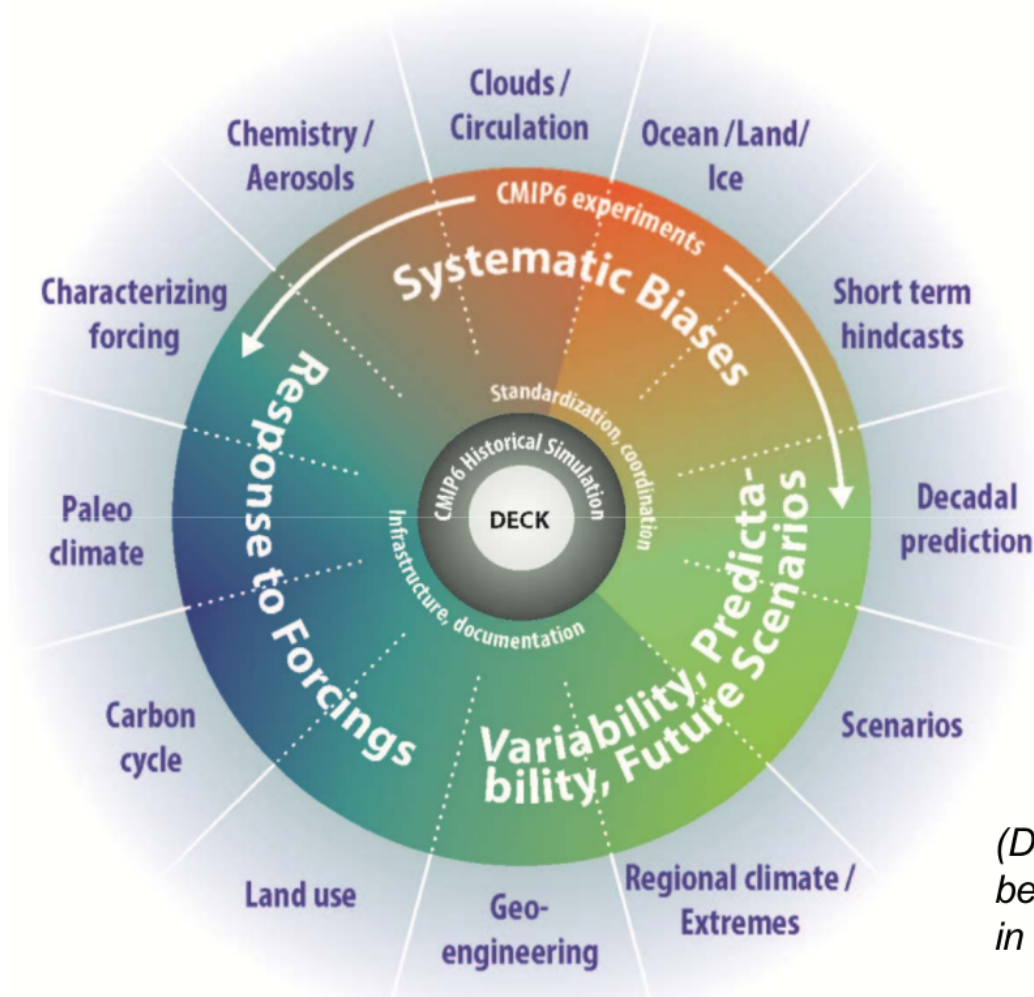 Clouds /
Circulation
Ocean /Land/
Ice
Short term
hindcasts
Decadal
prediction
Scenarios
Regional climate /
Extremes
Geo-
engineering
Land use
Carbon
cycle
Paleo
climate
Characterizing
forcing
Chemistry /
Aerosols
CMIP6 experiments
Systematic Biases
Variability, Predicta-
bility, Future Scenarios
Response to Forcings
Standardization, coordination
Infrastructure, documentation
CMIP6 Historical Simulation
DECK
(D
be
in